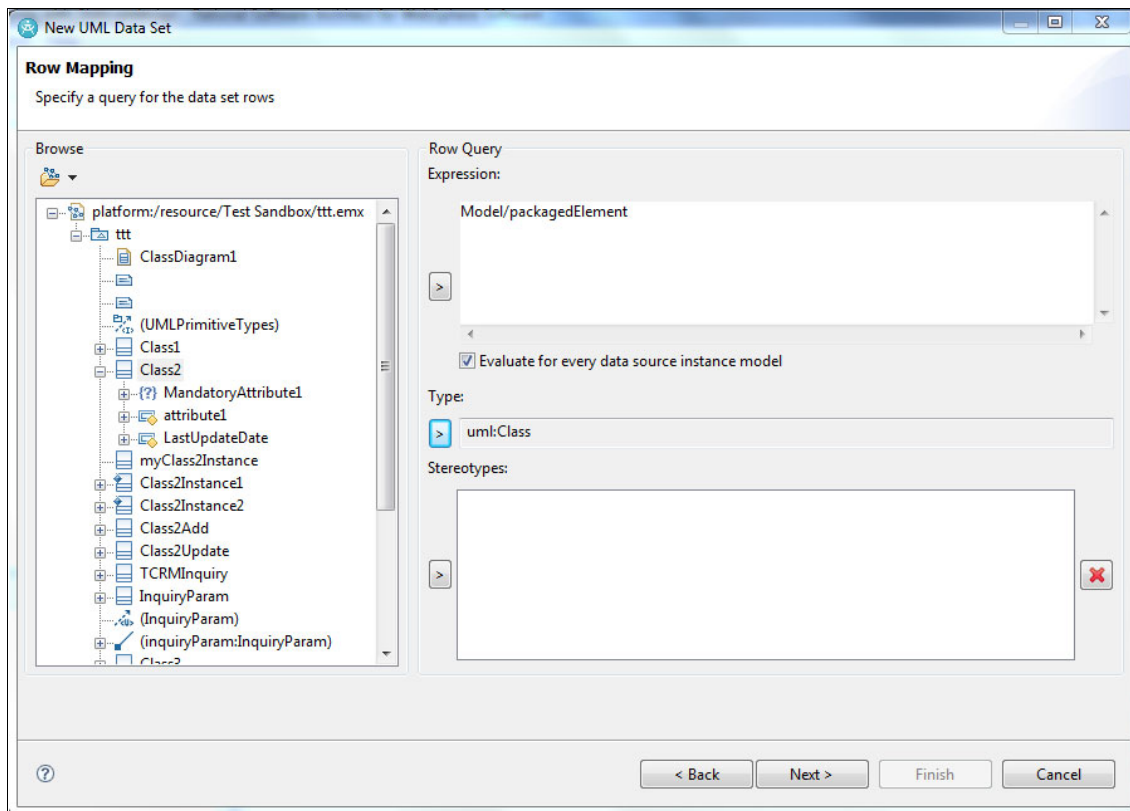 New UML Data Set
Row Mapping
Specify a query for the data set rows
Browse
platform:/resource/Test Sandbox/ttt.emx
ttt
ClassDiagram1
(UMLPrimitiveTypes)
Class1
Class2
{?} MandatoryAttribute1
attribute1
LastUpdateDate
myClass2Instance
Class2Instance1
Class2Instance2
Class2Add
Class2Update
TCRMInquiry
InquiryParam
(InquiryParam)
(inquiryParam:InquiryParam)
Class3
Row Query
Expression:
Model/packagedElement
>
Evaluate for every data source instance model
Type:
> uml:Class
Stereotypes:
>
?
< Back
Next >
Finish
Cancel